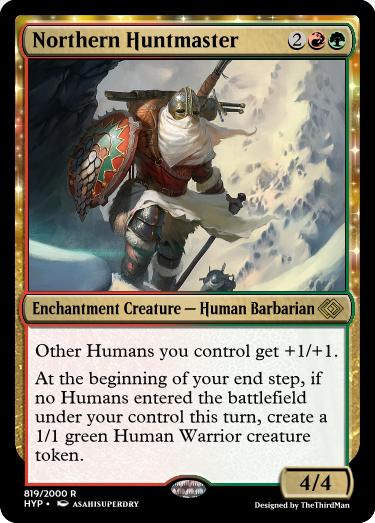 Northern Huntmaster 2
Enchantment Creature — Human Barbarian
Other Humans you control get +1/+1.
At the beginning of your end step, if
no Humans entered the battlefield
under your control this turn, create a
1/1 green Human Warrior creature
token.
4/4
819/2000 R
HYP • ASAHISUPERDRY
Designed by TheThirdMan